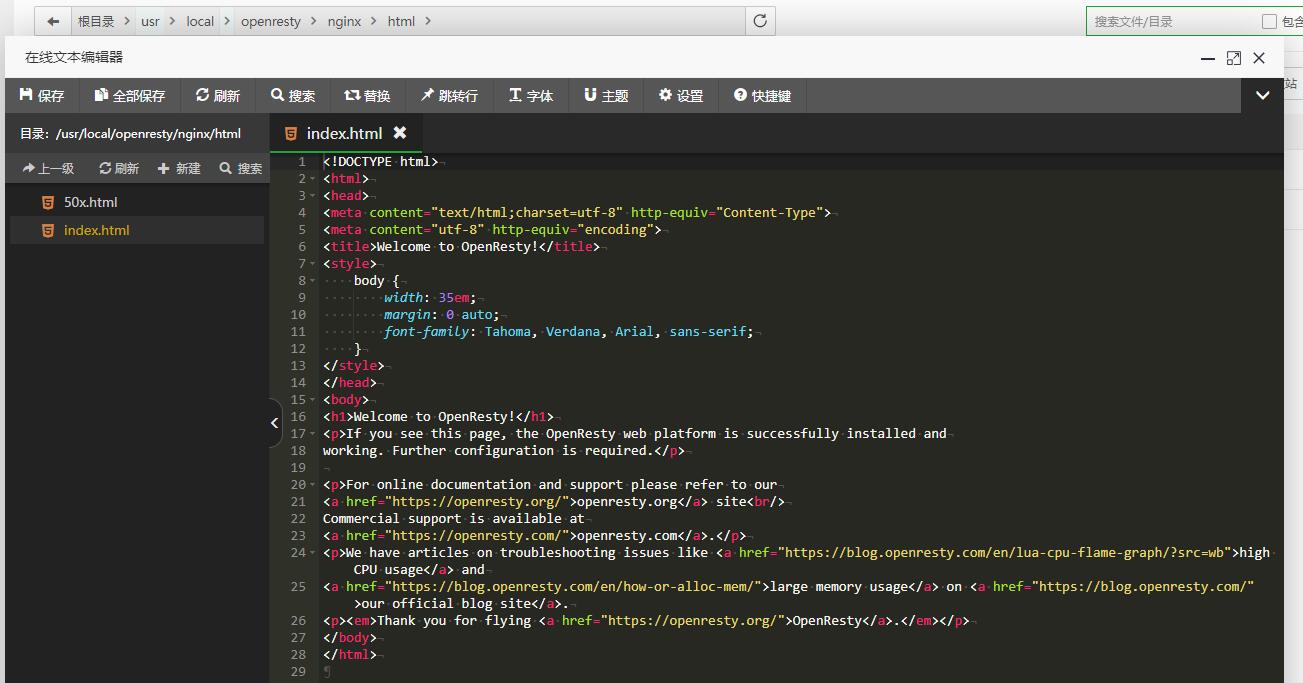 根目录 usr local openresty nginx html 搜索文件/目录 包含
在线文本编辑器
保存 全部保存 刷新 搜索 替换 跳转行 字体 主题 设置 快捷键 站
目录：/usr/local/openresty/nginx/html
上一级 刷新 新建 搜索
50x.html
index.html
index.html
1 <!DOCTYPE html>
2 <html>
3 <head>
4 <meta content="text/html;charset=utf-8" http-equiv="Content-Type">
5 <meta content="utf-8" http-equiv="encoding">
6 <title>Welcome to OpenResty!</title>
7 <style>
8     body {
9         width: 35em;
10         margin: 0 auto;
11         font-family: Tahoma, Verdana, Arial, sans-serif;
12     }
13 </style>
14 </head>
15 <body>
16 <h1>Welcome to OpenResty!</h1>
17 <p>If you see this page, the OpenResty web platform is successfully installed and
18 working. Further configuration is required.</p>
19
20 <p>For online documentation and support please refer to our
21 <a href="https://openresty.org/">openresty.org</a> site<br/>
22 Commercial support is available at
23 <a href="https://openresty.com/">openresty.com</a>.</p>
24 <p>We have articles on troubleshooting issues like <a href="https://blog.openresty.com/en/lua-cpu-flame-graph/?src=wb">high
CPU usage</a> and
25 <a href="https://blog.openresty.com/en/how-or-alloc-mem/">large memory usage</a> on <a href="https://blog.openresty.com/"
>our official blog site</a>.
26 <p><em>Thank you for flying <a href="https://openresty.org/">OpenResty</a>.</em></p>
27 </body>
28 </html>
29